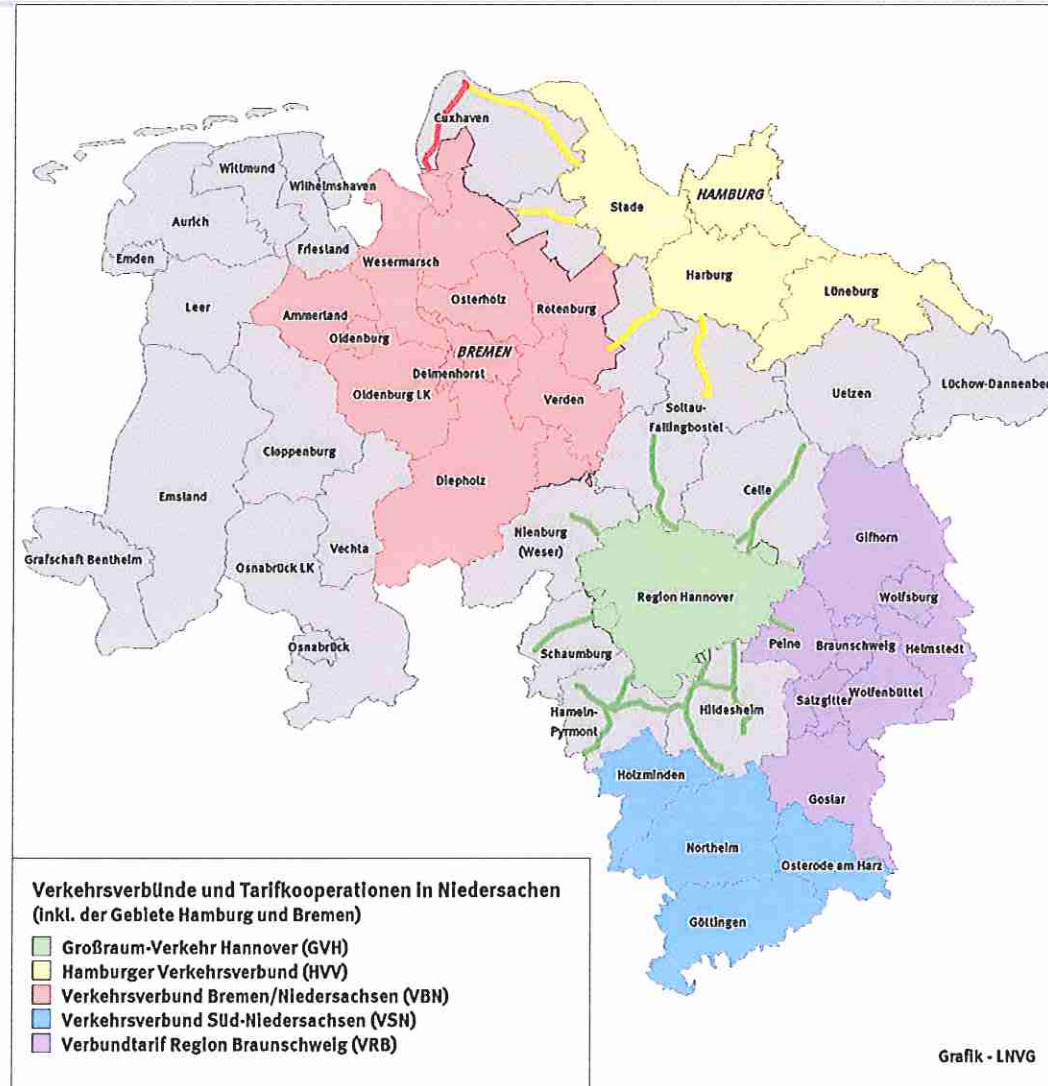 Cuxhaven
Wittmund
Wilhelmshaven
Aurich
Emden
Friesland
Stade
HAMBURG
Wesermarsch
Harburg
Lüneburg
Leer
Ammerland
Osterholz
Rotenburg
Oldenburg
BREMEN
Delmenhorst
Oldenburg LK
Verden
Uelzen
Lüchow-Dannenber
Soltau-
Fallingbostel
Cloppenburg
Diepholz
Celle
Emsland
Nienburg
(Weser)
Gifhorn
Grafschaft Bentheim
Vechta
Osnabrück LK
Region Hannover
Wolfsburg
Osnabrück
Schaumburg
Peine
Braunschweig
Helmstedt
Salzgitter
Wolfenbüttel
Hameln-
Pyrmont
Hildesheim
Holzminden
Goslar
Northeim
Osterode am Harz
Göttingen
Verkehrsverbünde und Tarifkooperationen in Niedersachen
(inkl. der Gebiete Hamburg und Bremen)
Großraum-Verkehr Hannover (GVH)
Hamburger Verkehrsverbund (HVV)
Verkehrsverbund Bremen/Niedersachsen (VBN)
Verkehrsverbund Süd-Niedersachsen (VSN)
Verbundtarif Region Braunschweig (VRB)
Grafik - LNVG